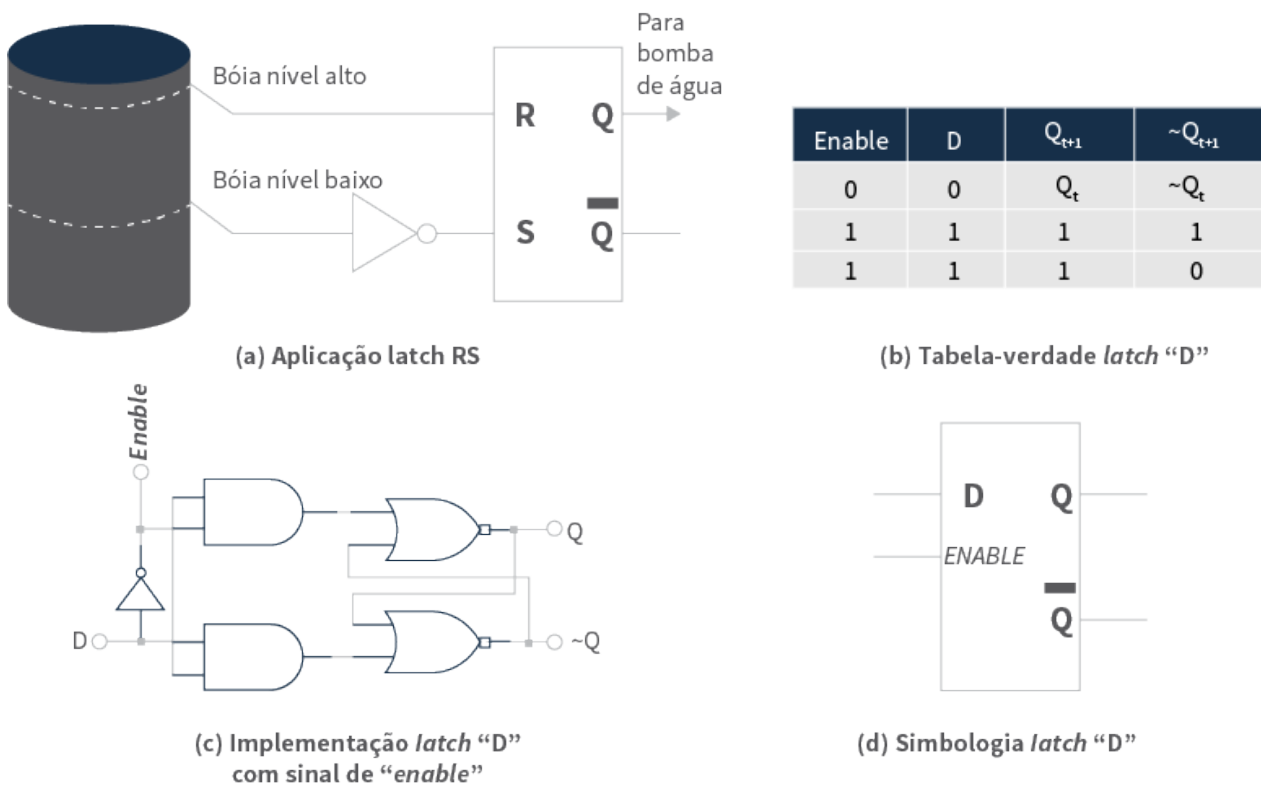 Bóia nível alto
Bóia nível baixo
R
Q
S
Q
Para
bomba
de água
(a) Aplicação latch RS
Enable D Qt+1 ~Qt+1
0 0 Qt ~Qt
1 1 1 1
1 1 1 0
(b) Tabela-verdade latch “D”
Enable
D
Q
~Q
(c) Implementação latch “D”
com sinal de “enable”
D
Q
ENABLE
Q
(d) Simbologia latch “D”